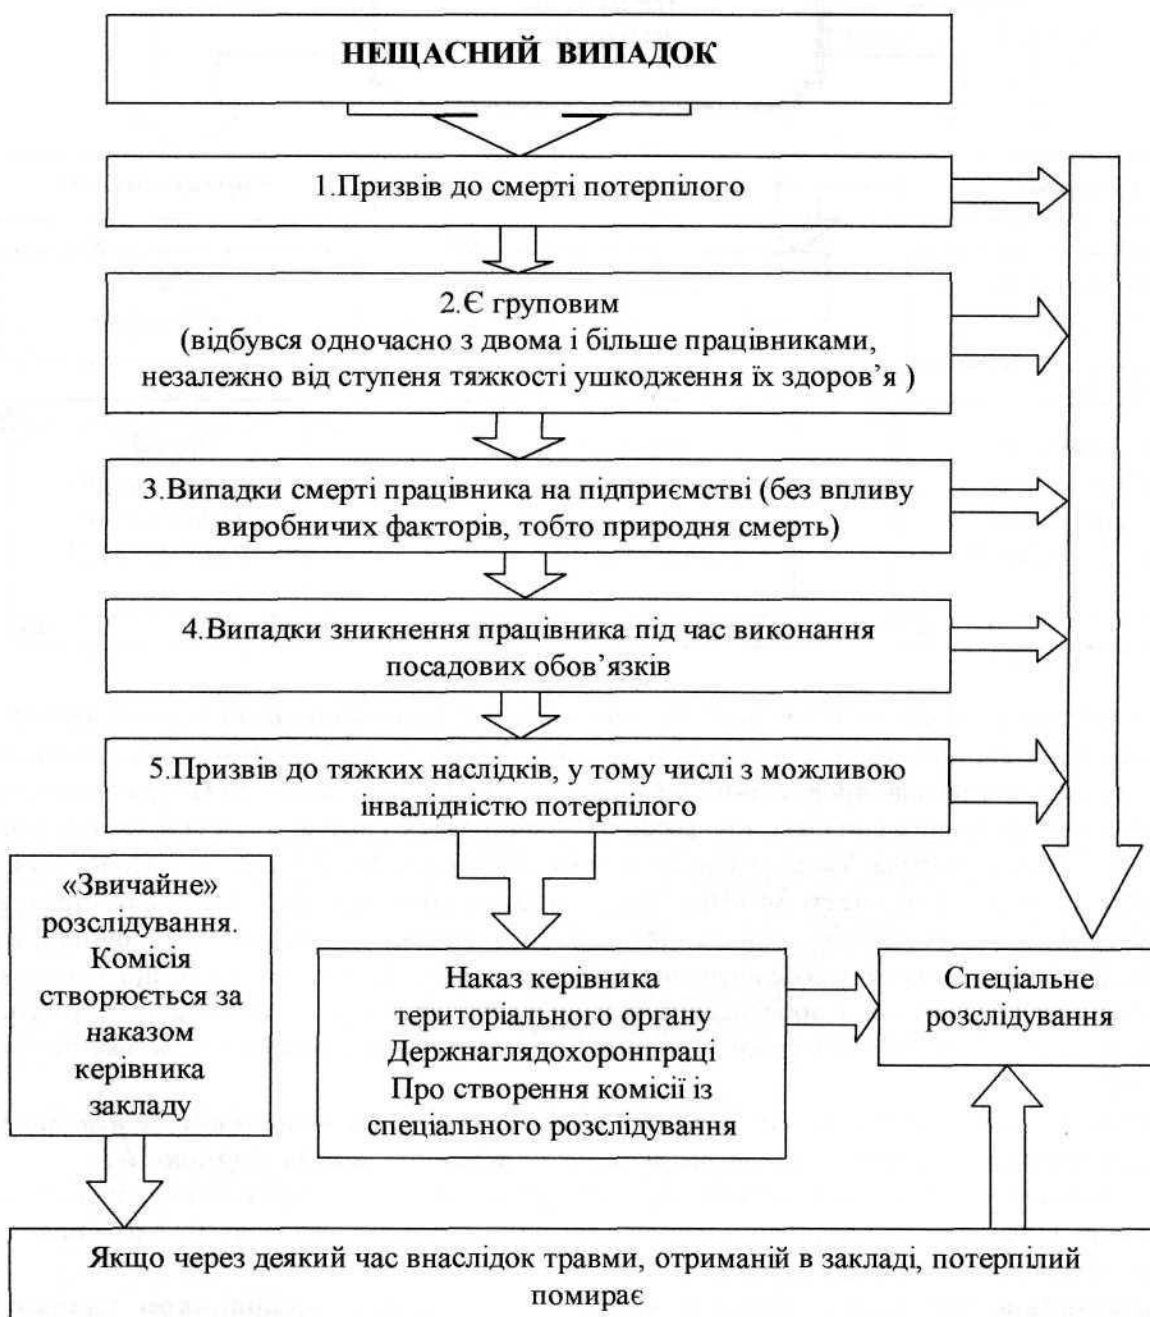 НЕЩАСНИЙ ВИПАДОК
1.Призвів до смерті потерпілого
2.Є груповим
(відбувся одночасно з двома і більше працівниками,
незалежно від ступеня тяжкості ушкодження їх здоров’я )
3.Випадки смерті працівника на підприємстві (без впливу
виробничих факторів, тобто природня смерть)
4.Випадки зникнення працівника під час виконання
посадових обов’язків
5.Призвів до тяжких наслідків, у тому числі з можливою
інвалідністю потерпілого
«Звичайне»
розслідування.
Комісія
створюється за
наказом
керівника
закладу
Наказ керівника
територіального органу
Держнаглядохоронпраці
Про створення комісії із
спеціального розслідування
Спеціальне
розслідування
Якщо через деякий час внаслідок травми, отриманій в закладі, потерпілий
помирає